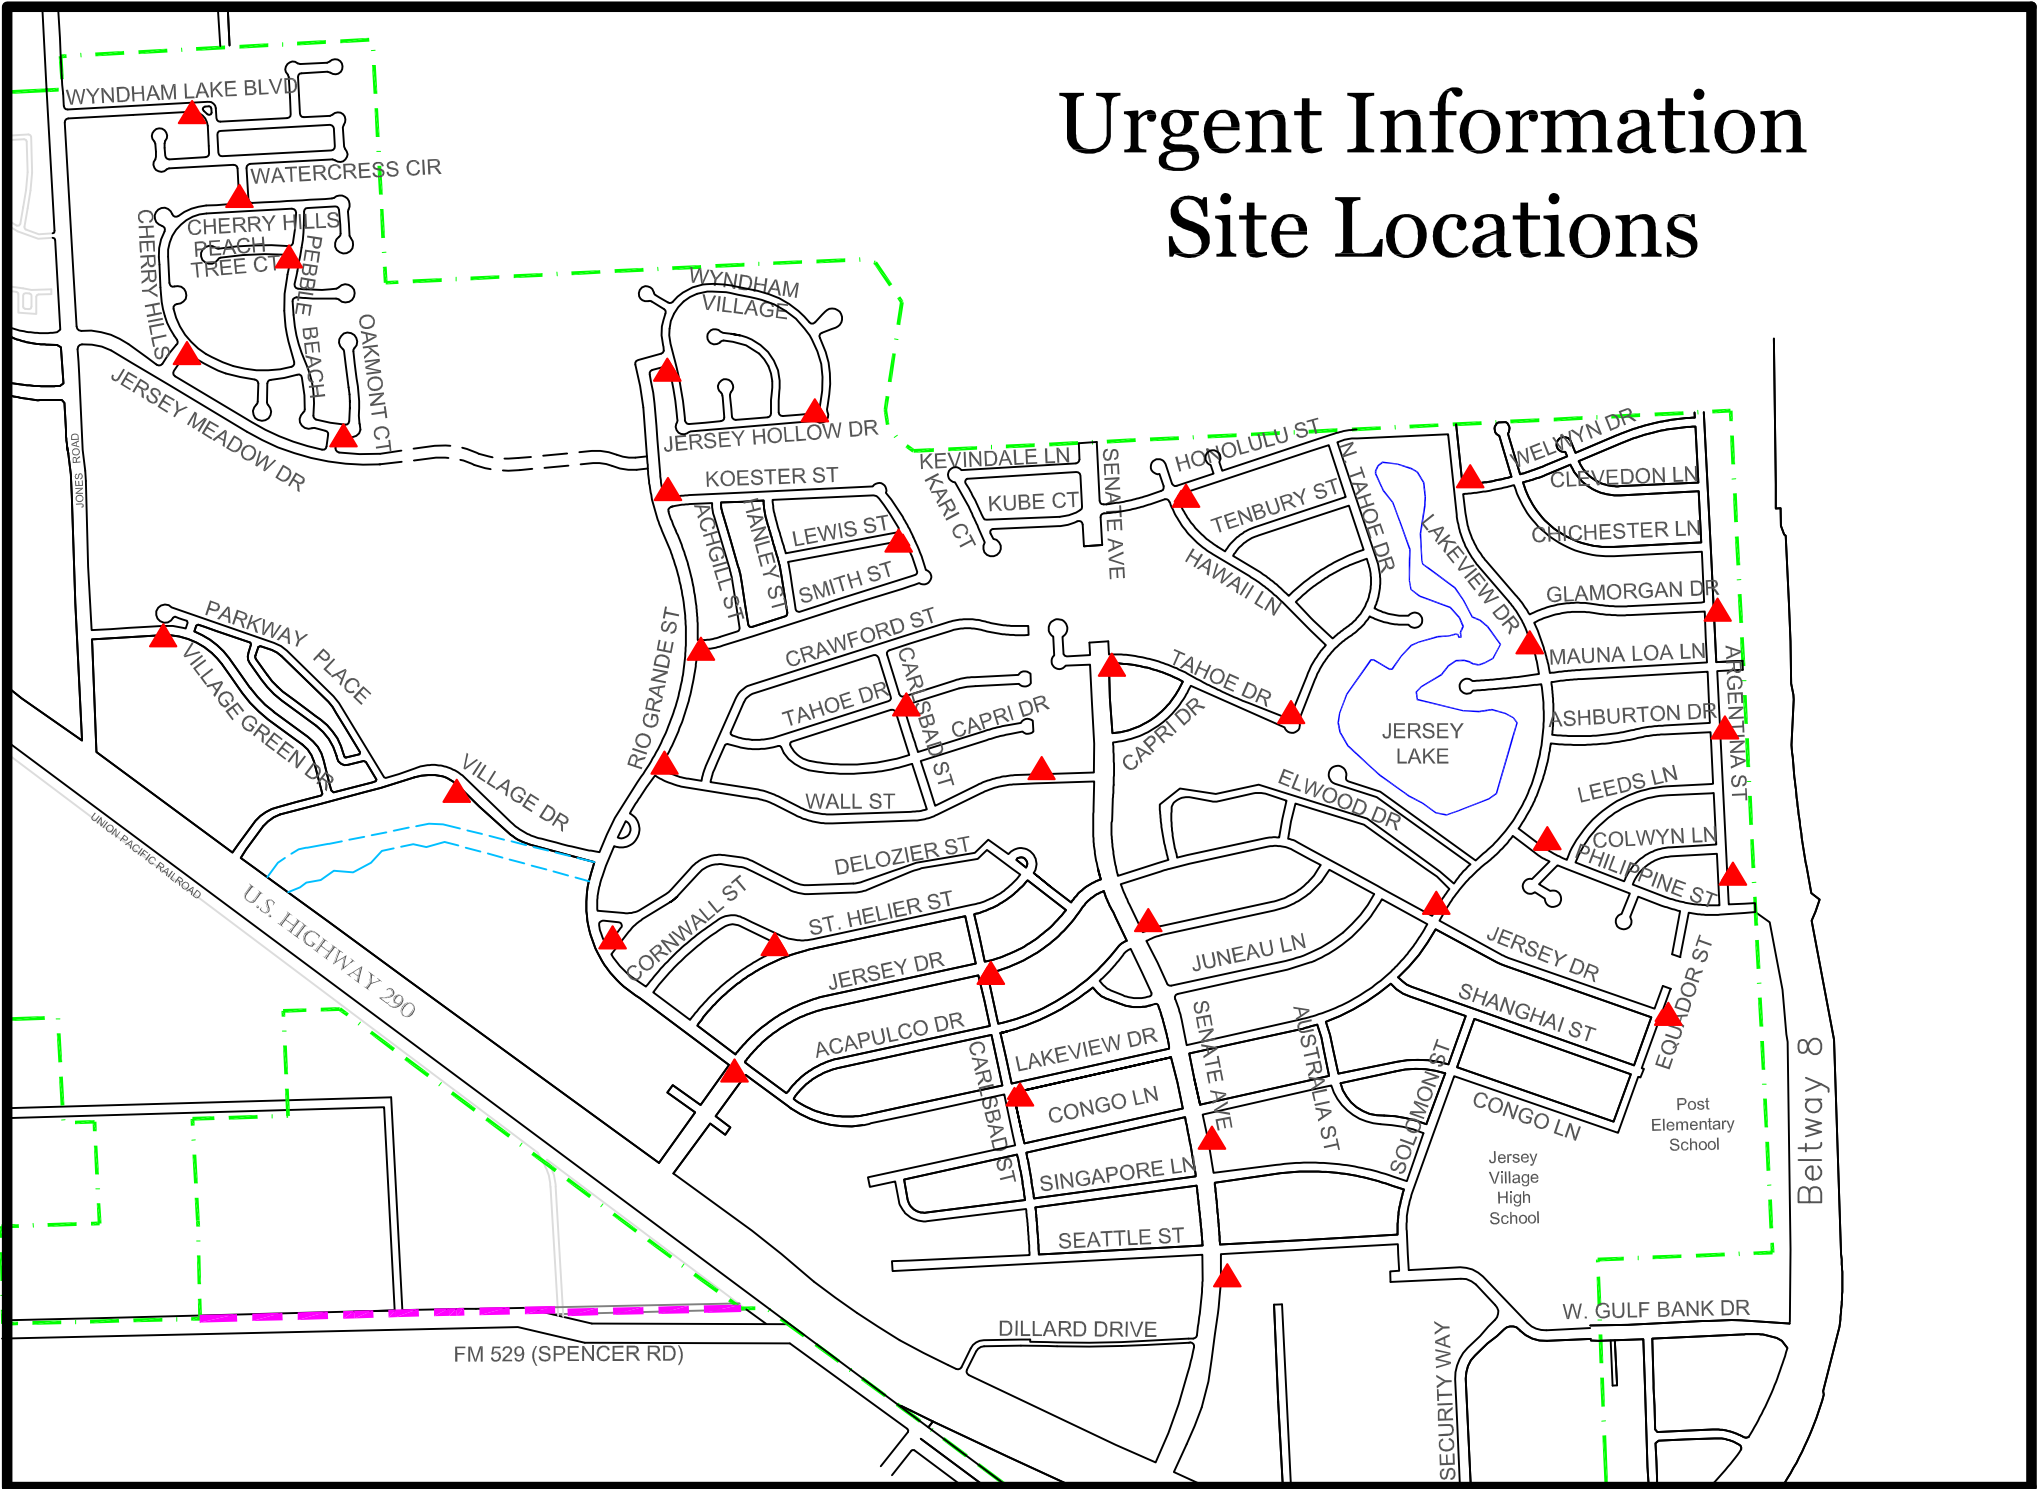 Urgent Information
Site Locations
WYNDHAM LAKE BLVD
WATERCRESS CIR
CHERRY HILLS
CHERRY HILLS
PEACH
TREE CT
PEBBLE BEACH
OAKMONT CT
JERSEY MEADOW DR
JONES ROAD
WYNDHAM
VILLAGE
JERSEY HOLLOW DR
KOESTER ST
ACHGILL ST
HANLEY ST
LEWIS ST
SMITH ST
KEVINDALE LN
KARI CT
KUBE CT
SENATE AVE
HONOLULU ST
TENBURY ST
N. TAHOE DR
HAWAII LN
LAKEVIEW DR
WELWYN DR
CLEVEDON LN
CHICHESTER LN
GLAMORGAN DR
MAUNA LOA LN
ARGENTINA ST
ASHBURTON DR
LEEDS LN
COLWYN LN
PHILIPPINE ST
PARKWAY PLACE
VILLAGE GREEN DR
VILLAGE DR
RIO GRANDE ST
CRAWFORD ST
TAHOE DR
CARLSBAD ST
CAPRI DR
WALL ST
TAHOE DR
CAPRI DR
JERSEY
LAKE
ELWOOD DR
DELOZIER ST
CORNWALL ST
ST. HELIER ST
JERSEY DR
ACAPULCO DR
LAKEVIEW DR
CARLSBAD ST
CONGO LN
SINGAPORE LN
SEATTLE ST
SENATE AVE
JUNEAU LN
AUSTRALIA ST
SOLOMON ST
JERSEY DR
SHANGHAI ST
CONGO LN
EQUADOR ST
Post
Elementary
School
Jersey
Village
High
School
Beltway 8
UNION PACIFIC RAILROAD
U.S. HIGHWAY 290
FM 529 (SPENCER RD)
DILLARD DRIVE
SECURITY WAY
W. GULF BANK DR